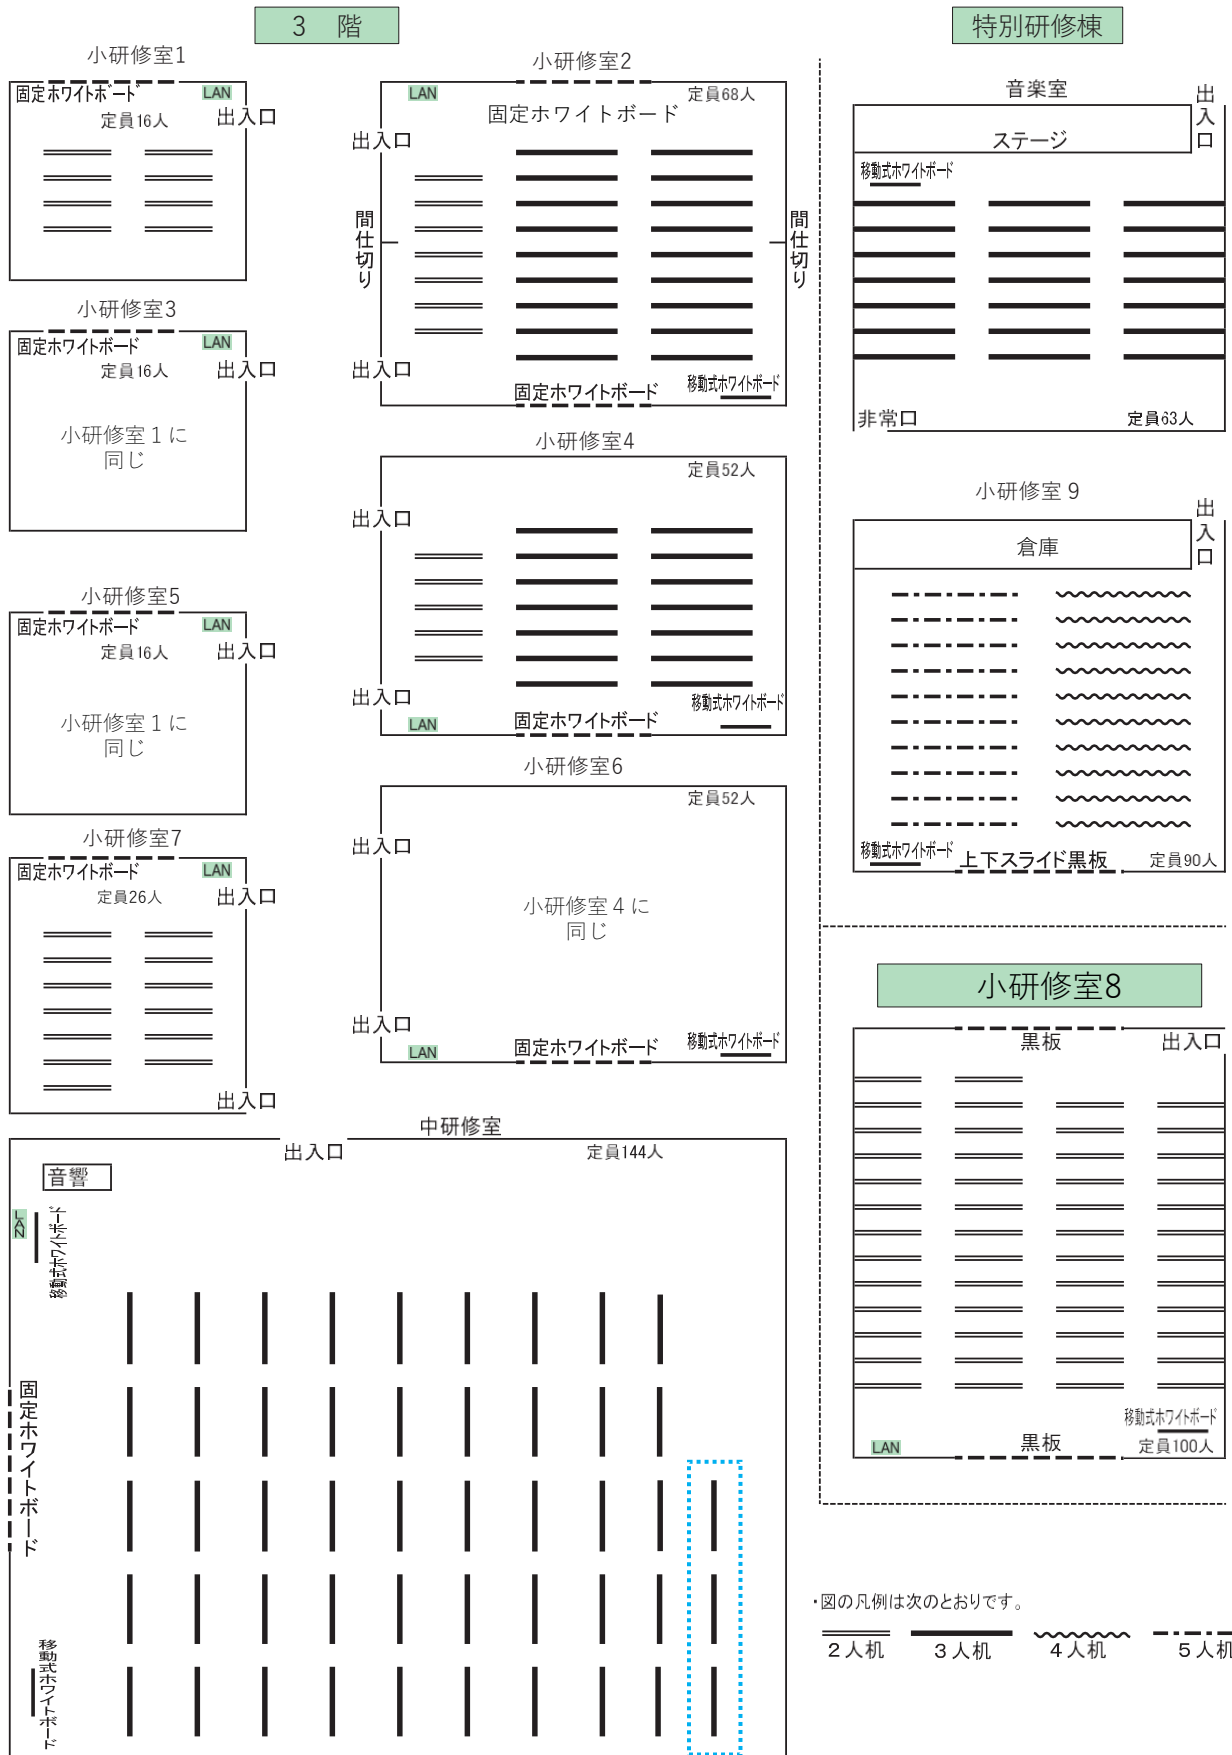 3 階
小研修室1
固定ホワイトボード
LAN
定員16人
出入口
小研修室2
LAN
定員68人
固定ホワイトボード
出入口
間仕切り
間仕切り
出入口
固定ホワイトボード
移動式ホワイトボード
小研修室3
固定ホワイトボード
LAN
定員16人
出入口
小研修室1に
同じ
小研修室4
定員52人
出入口
出入口
移動式ホワイトボード
LAN
固定ホワイトボード
小研修室5
固定ホワイトボード
LAN
定員16人
出入口
小研修室1に
同じ
小研修室6
定員52人
出入口
小研修室4に
同じ
出入口
LAN
固定ホワイトボード
移動式ホワイトボード
小研修室7
固定ホワイトボード
LAN
定員26人
出入口
出入口
中研修室
出入口
定員144人
音響
LAN
移動式ホワイトボード
固定ホワイトボード
移動式ホワイトボード
特別研修棟
音楽室
出入口
ステージ
移動式ホワイトボード
非常口
定員63人
小研修室9
出入口
倉庫
移動式ホワイトボード
上下スライド黒板
定員90人
小研修室8
黒板
出入口
移動式ホワイトボード
LAN
黒板
定員100人
・図の凡例は次のとおりです。
2人机
3人机
4人机
5人机